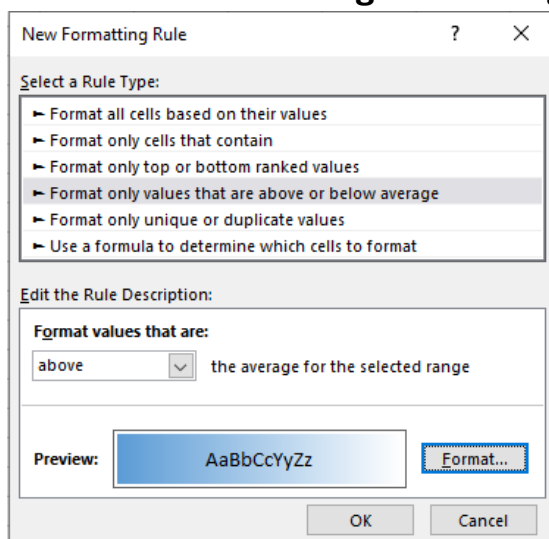 New Formatting Rule ? ×
Select a Rule Type:
► Format all cells based on their values
► Format only cells that contain
► Format only top or bottom ranked values
► Format only values that are above or below average
► Format only unique or duplicate values
► Use a formula to determine which cells to format
Edit the Rule Description:
Format values that are:
above the average for the selected range
Preview: AaBbCcYyZz Format...
OK Cancel